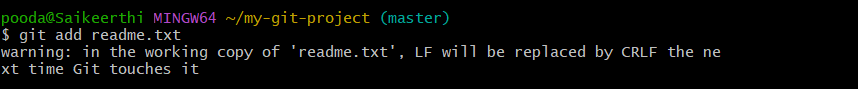 pooda@Saikeerthi MINGW64 ~/my-git-project (master)
$ git add readme.txt
warning: in the working copy of 'readme.txt', LF will be replaced by CRLF the ne
xt time Git touches it